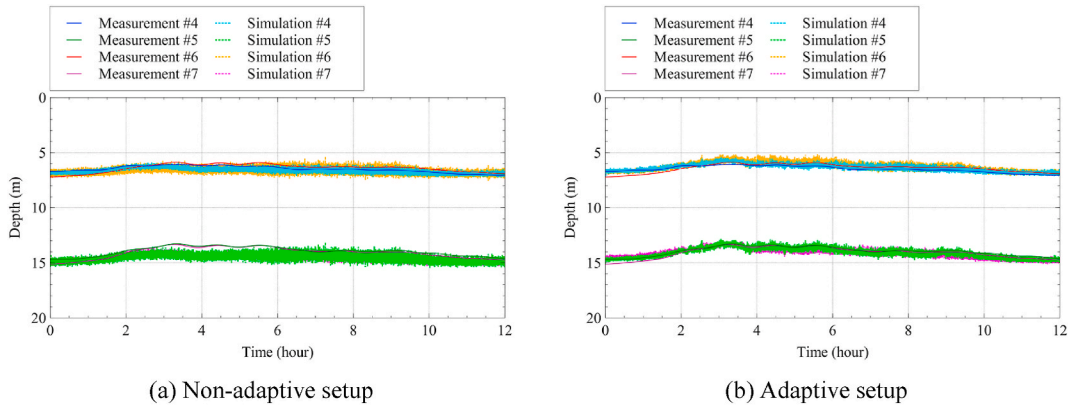 Measurement #4 Simulation #4
Measurement #5 Simulation #5
Measurement #6 Simulation #6
Measurement #7 Simulation #7
0
5
10
15
20
Depth (m)
0 2 4 6 8 10 12
Time (hour)
(a) Non-adaptive setup
Measurement #4 Simulation #4
Measurement #5 Simulation #5
Measurement #6 Simulation #6
Measurement #7 Simulation #7
0
5
10
15
20
Depth (m)
0 2 4 6 8 10 12
Time (hour)
(b) Adaptive setup